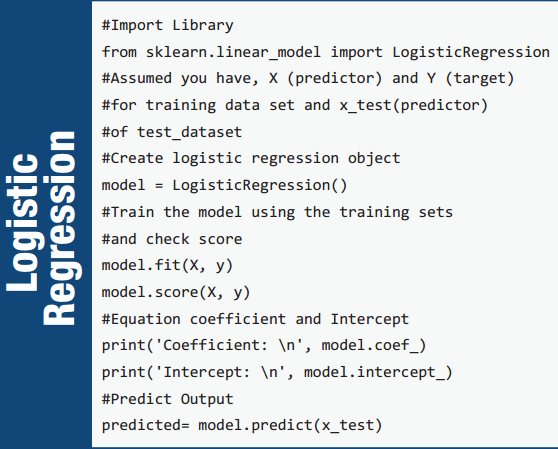 Logistic
Regression
#Import Library
from sklearn.linear_model import LogisticRegression
#Assumed you have, X (predictor) and Y (target)
#for training data set and x_test(predictor)
#of test_dataset
#Create logistic regression object
model = LogisticRegression()
#Train the model using the training sets
#and check score
model.fit(X, y)
model.score(X, y)
#Equation coefficient and Intercept
print('Coefficient: \n', model.coef_)
print('Intercept: \n', model.intercept_)
#Predict Output
predicted= model.predict(x_test)